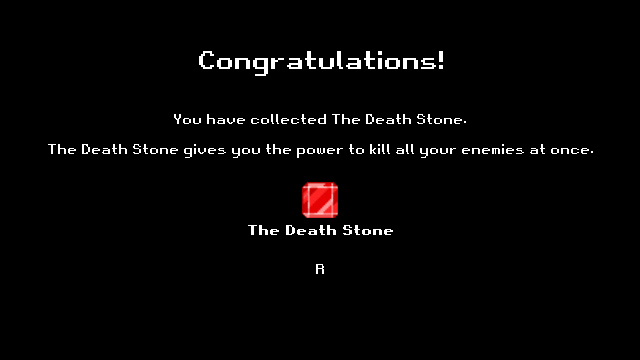 Congratulations!
You have collected The Death Stone.
The Death Stone gives you the power to kill all your enemies at once.
The Death Stone
R